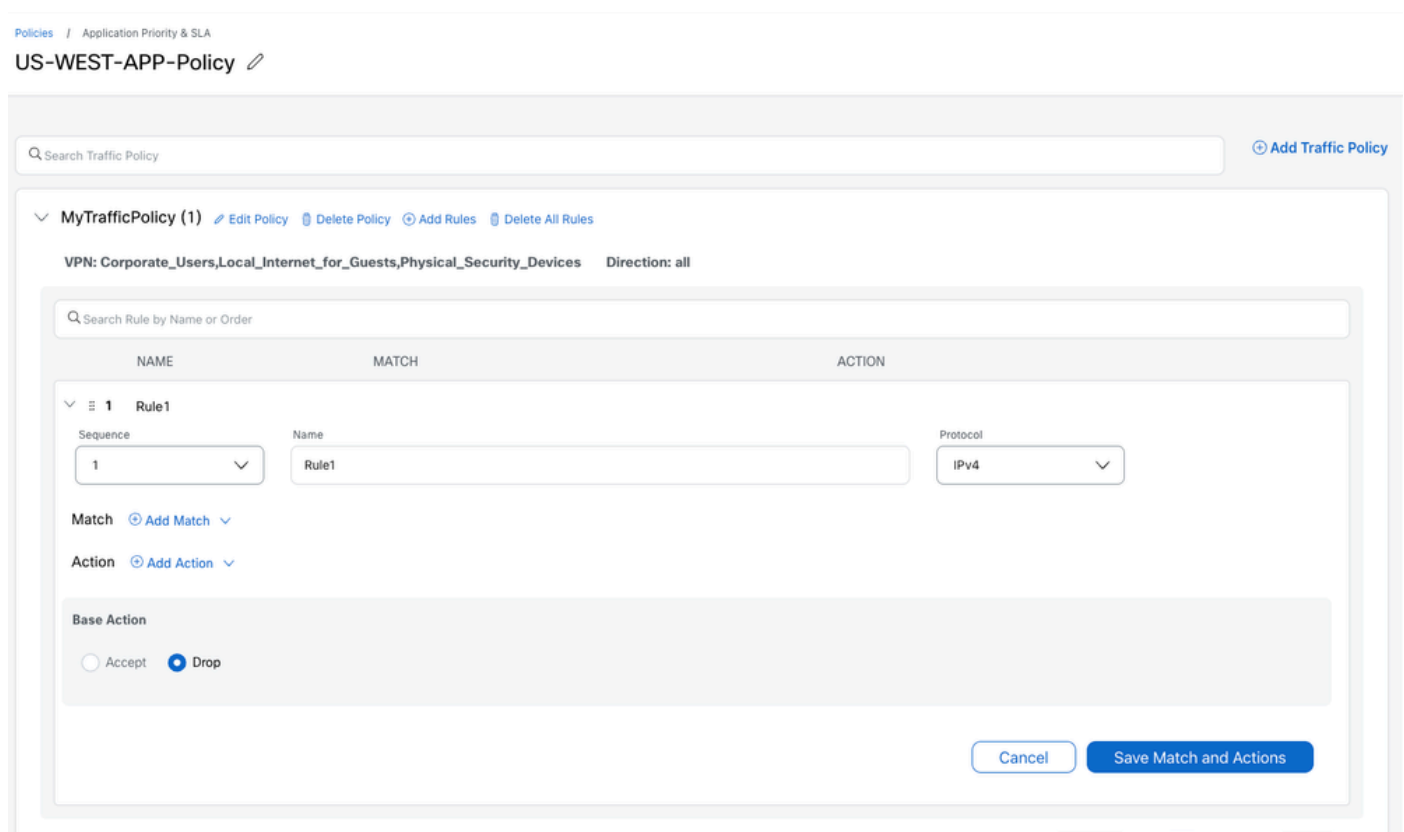 Policies / Application Priority & SLA
US-WEST-APP-Policy
Search Traffic Policy
Add Traffic Policy
MyTrafficPolicy (1) Edit Policy Delete Policy Add Rules Delete All Rules
VPN: Corporate_Users,Local_Internet_for_Guests,Physical_Security_Devices Direction: all
Search Rule by Name or Order
NAME MATCH ACTION
1 Rule1
Sequence Name Protocol
1 Rule1 IPv4
Match Add Match
Action Add Action
Base Action
Accept Drop
Cancel Save Match and Actions